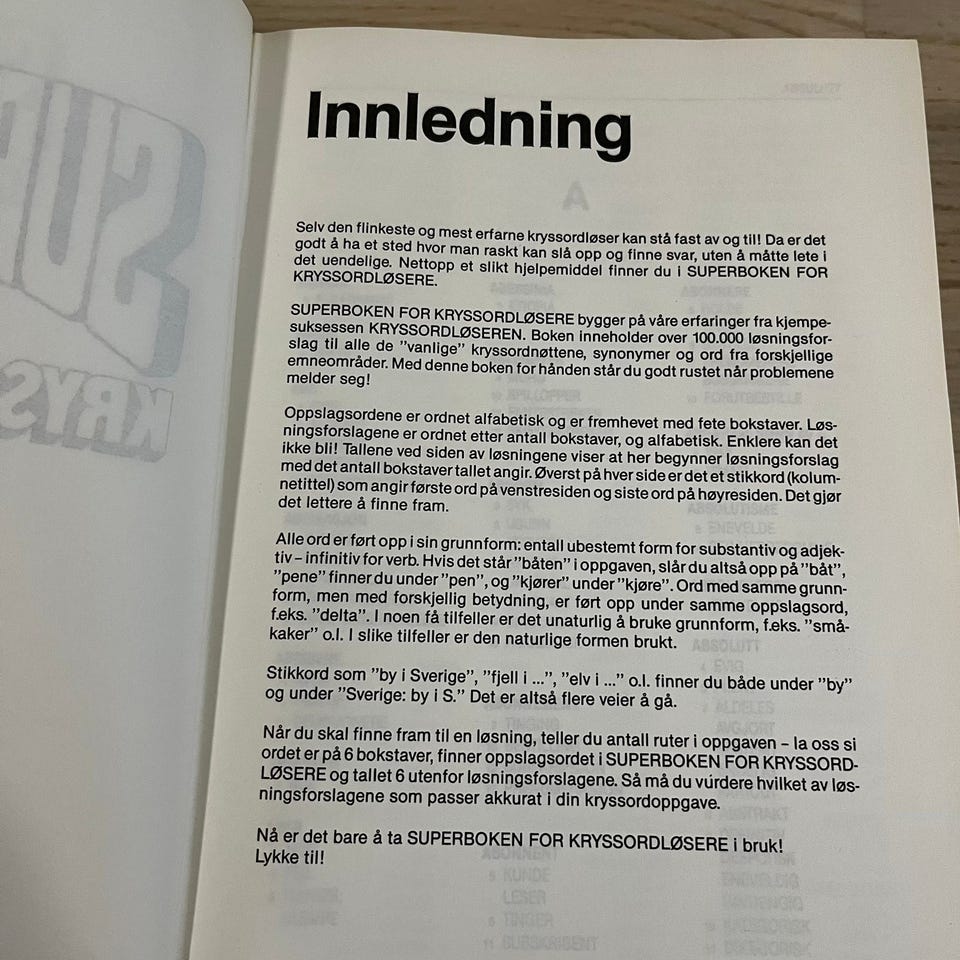 Innledning
Selv den flinkeste og mest erfarne kryssordløser kan stå fast av og til! Da er det
godt å ha et sted hvor man raskt kan slå opp og finne svar, uten å måtte lete i
det uendelige. Nettopp et slikt hjelpemiddel finner du i SUPERBOKEN FOR
KRYSSORDLØSERE.
SUPERBOKEN FOR KRYSSORDLØSERE bygger på våre erfaringer fra kjempe-
suksessen KRYSSORDLØSEREN. Boken inneholder over 100.000 løsningsfor-
slag til alle de ”vanlige” kryssordnøttene, synonymer og ord fra forskjellige
emneområder. Med denne boken for hånden står du godt rustet når problemene
melder seg!
Oppslagsordene er ordnet alfabetisk og er fremhevet med fete bokstaver. Løs-
ningsforslagene er ordnet etter antall bokstaver, og alfabetisk. Enklere kan det
ikke bli! Tallene ved siden av løsningene viser at her begynner løsningsforslag
med det antall bokstaver tallet angir. Øverst på hver side er det et stikkord (kolum-
netittel) som angir første ord på venstresiden og siste ord på høyresiden. Det gjør
det lettere å finne fram.
Alle ord er ført opp i sin grunnform: entall ubestemt form for substantiv og adjek-
tiv – infinitiv for verb. Hvis det står ”båten” i oppgaven, slår du altså opp på ”båt”,
”pene” finner du under ”pen”, og ”kjører” under ”kjøre”. Ord med samme grunn-
form, men med forskjellig betydning, er ført opp under samme oppslagsord,
f.eks. ”delta”. I noen få tilfeller er det unaturlig å bruke grunnform, f.eks. ”små-
kaker” o.l. I slike tilfeller er den naturlige formen brukt.
Stikkord som ”by i Sverige”, ”fjell i ...”, ”elv i ...” o.l. finner du både under ”by”
og under ”Sverige: by i S.” Det er altså flere veier å gå.
Når du skal finne fram til en løsning, teller du antall ruter i oppgaven – la oss si
ordet er på 6 bokstaver, finner oppslagsordet i SUPERBOKEN FOR KRYSSORD-
LØSERE og tallet 6 utenfor løsningsforslagene. Så må du vurdere hvilket av løs-
ningsforslagene som passer akkurat i din kryssordoppgave.
Nå er det bare å ta SUPERBOKEN FOR KRYSSORDLØSERE i bruk!
Lykke til!